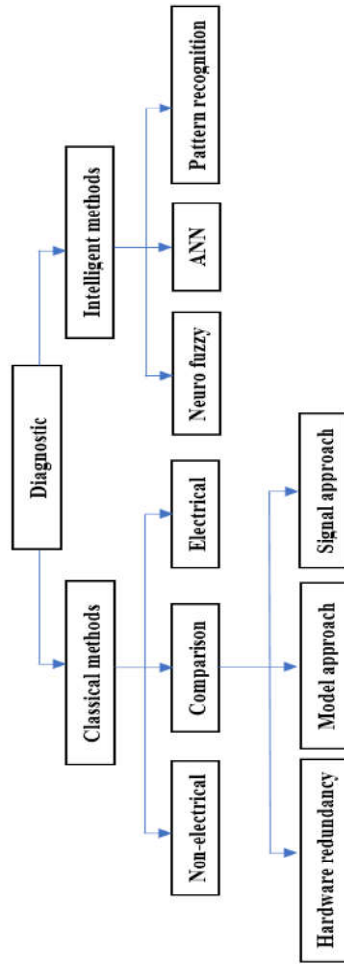 Diagnostic
Classical methods
Intelligent methods
Non-electrical
Comparison
Electrical
Neuro fuzzy
ANN
Pattern recognition
Hardware redundancy
Model approach
Signal approach